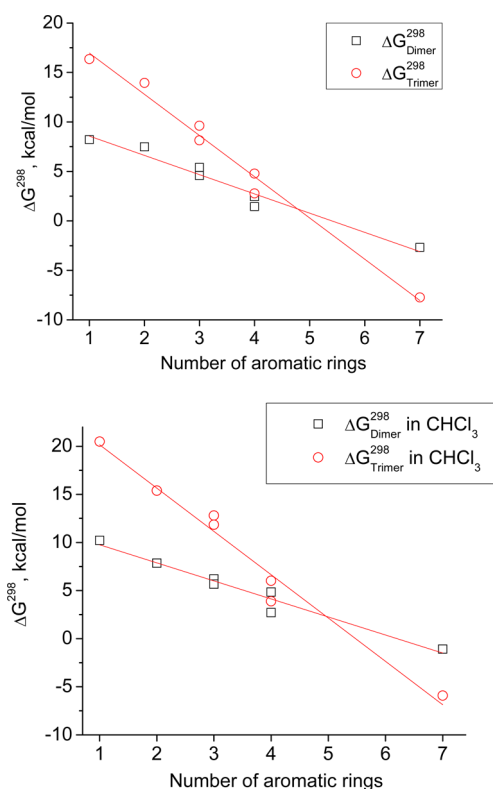 ΔG²⁹⁸Dimer
ΔG²⁹⁸Trimer
20
15
10
5
0
-5
-10
ΔG²⁹⁸, kcal/mol
1 2 3 4 5 6 7
Number of aromatic rings
ΔG²⁹⁸Dimer in CHCl₃
ΔG²⁹⁸Trimer in CHCl₃
20
15
10
5
0
-5
-10
ΔG²⁹⁸, kcal/mol
1 2 3 4 5 6 7
Number of aromatic rings